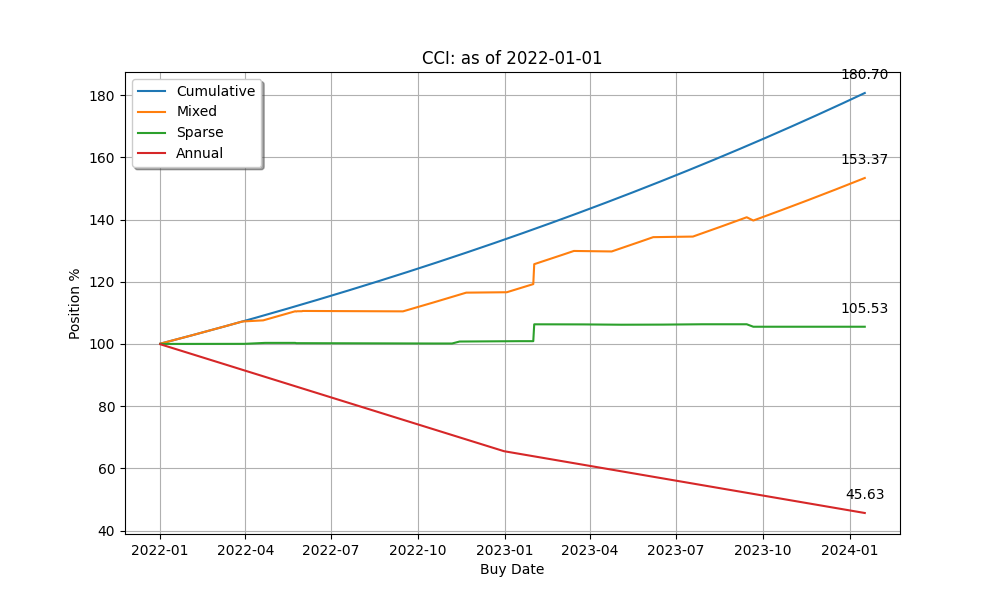 CCI: as of 2022-01-01
Cumulative
Mixed
Sparse
Annual
180.70
153.37
105.53
45.63
Position %
180
160
140
120
100
80
60
40
2022-01 2022-04 2022-07 2022-10 2023-01 2023-04 2023-07 2023-10 2024-01
Buy Date